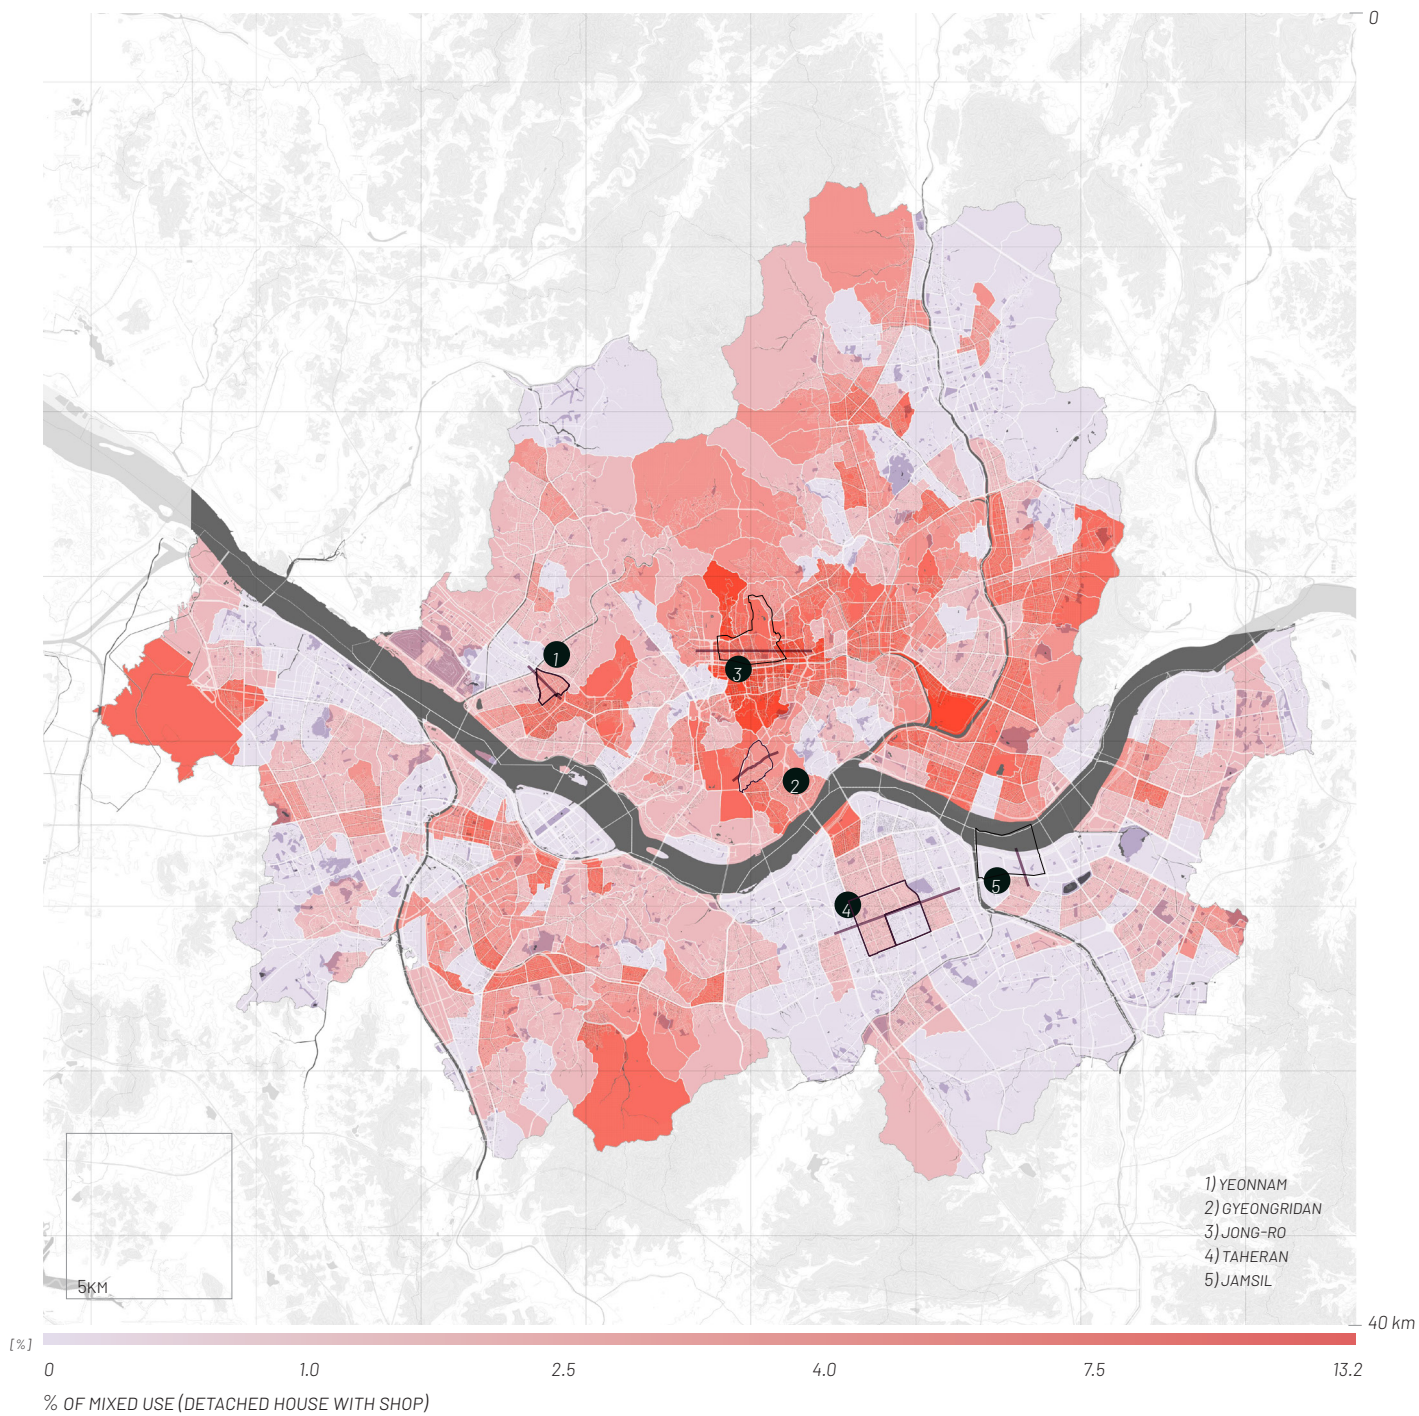 0
1
3
2
4
5
1) YEONNAM
2) GYEONGRIDAN
3) JONG-RO
4) TAHERAN
5) JAMSIL
5KM
40 km
[%]
0 1.0 2.5 4.0 7.5 13.2
% OF MIXED USE (DETACHED HOUSE WITH SHOP)